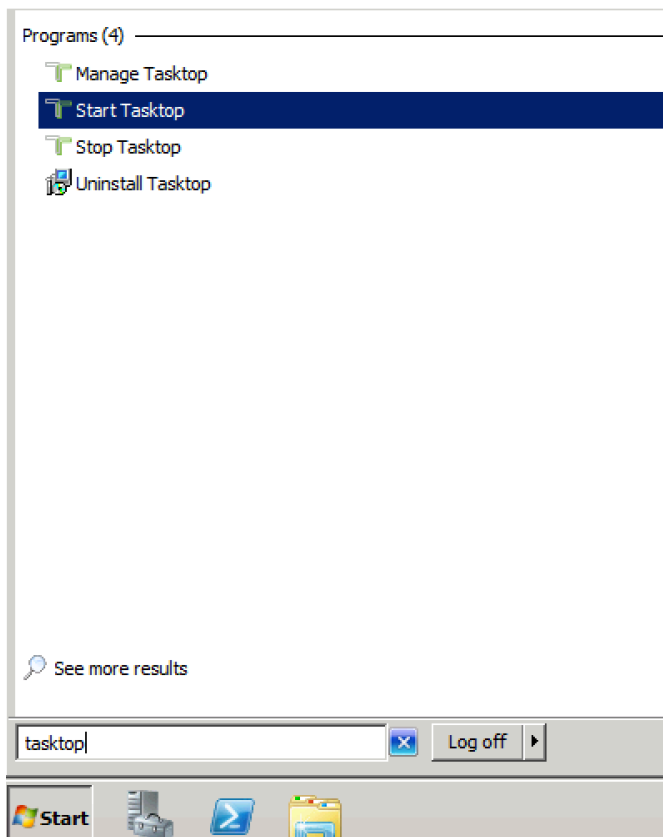 Programs (4)
Manage Tasktop
Start Tasktop
Stop Tasktop
Uninstall Tasktop
See more results
tasktop
Log off
Start